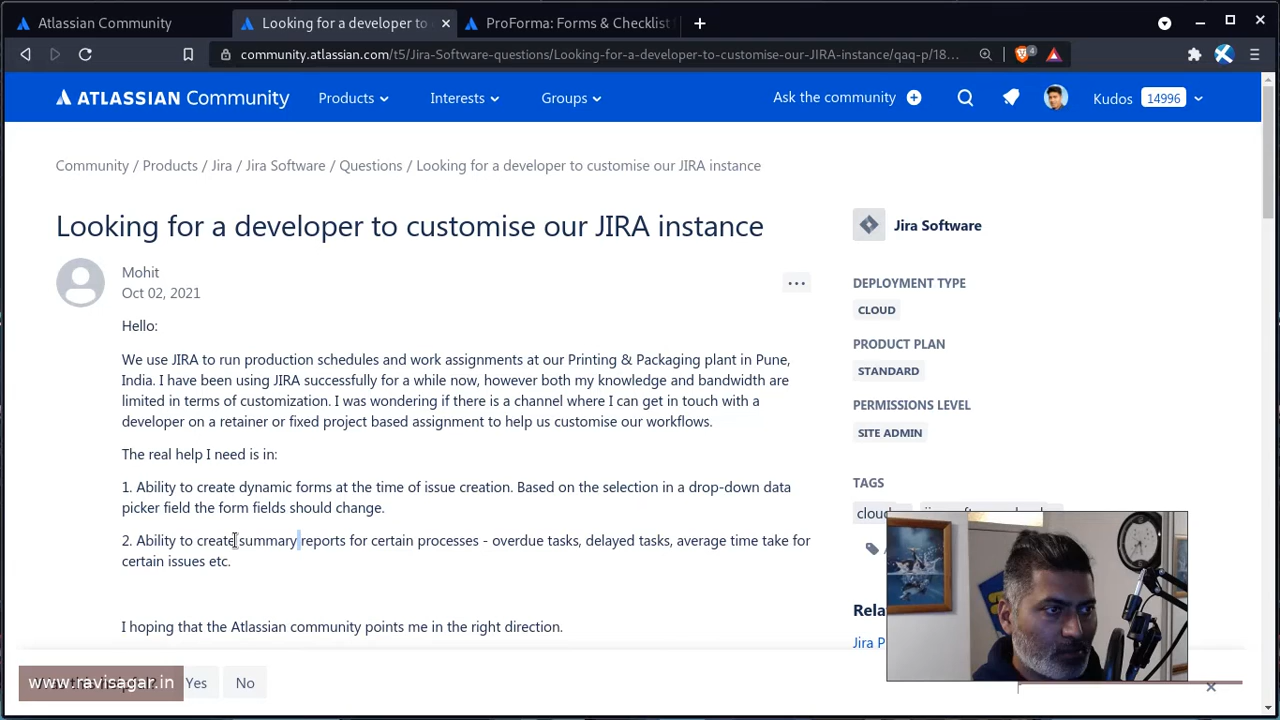 Atlassian Community
Looking for a developer to
ProForma: Forms & Checklist
community.atlassian.com/t5/Jira-Software-questions/Looking-for-a-developer-to-customise-our-JIRA-instance/qaq-p/18...
4
ATLASSIAN Community
Products
Interests
Groups
Ask the community
Kudos 14996
Community / Products / Jira / Jira Software / Questions / Looking for a developer to customise our JIRA instance
Looking for a developer to customise our JIRA instance
Mohit
Oct 02, 2021
Hello:
We use JIRA to run production schedules and work assignments at our Printing & Packaging plant in Pune,
India. I have been using JIRA successfully for a while now, however both my knowledge and bandwidth are
limited in terms of customization. I was wondering if there is a channel where I can get in touch with a
developer on a retainer or fixed project based assignment to help us customise our workflows.
The real help I need is in:
1. Ability to create dynamic forms at the time of issue creation. Based on the selection in a drop-down data
picker field the form fields should change.
2. Ability to create summary reports for certain processes - overdue tasks, delayed tasks, average time take for
certain issues etc.
I hoping that the Atlassian community points me in the right direction.
Jira Software
DEPLOYMENT TYPE
CLOUD
PRODUCT PLAN
STANDARD
PERMISSIONS LEVEL
SITE ADMIN
TAGS
cloud
Rela
Jira P
www.ravisagar.in
Yes
No